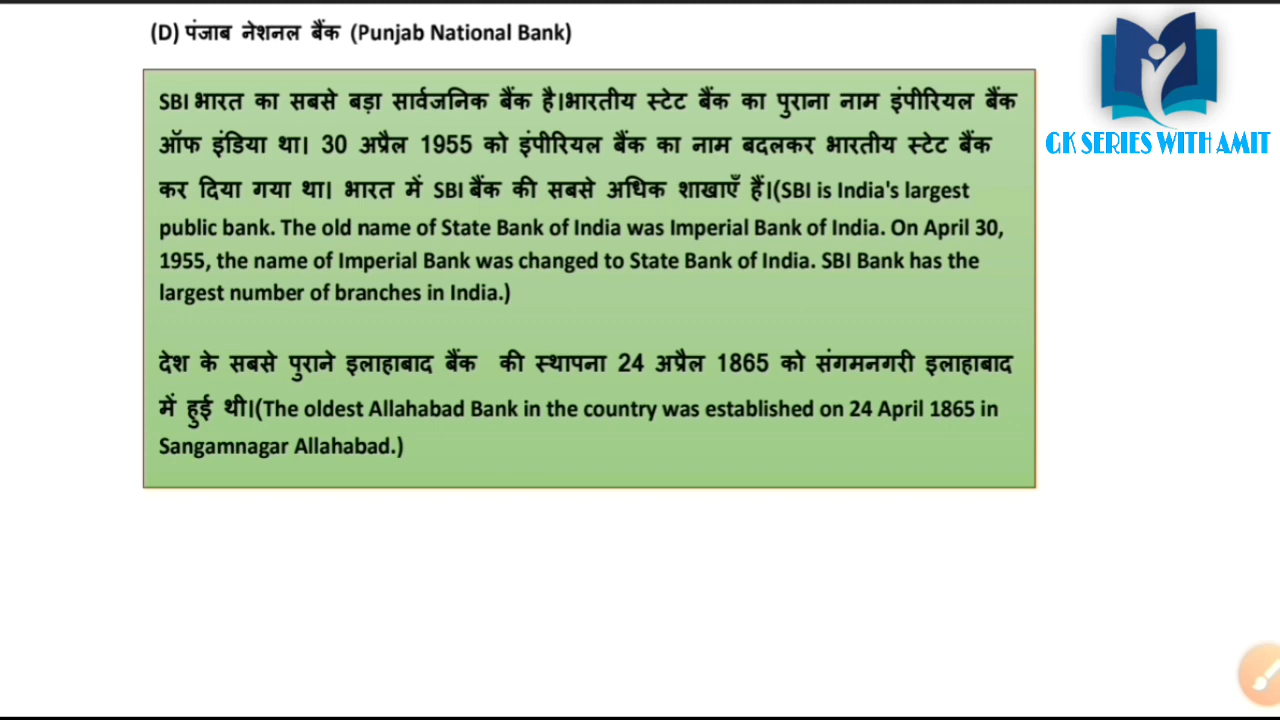 (D) पंजाब नेशनल बैंक (Punjab National Bank)
GK SERIES WITH AMIT
SBI भारत का सबसे बड़ा सार्वजनिक बैंक है।भारतीय स्टेट बैंक का पुराना नाम इंपीरियल बैंक
ऑफ इंडिया था। 30 अप्रैल 1955 को इंपीरियल बैंक का नाम बदलकर भारतीय स्टेट बैंक
कर दिया गया था। भारत में SBI बैंक की सबसे अधिक शाखाएँ हैं।(SBI is India's largest
public bank. The old name of State Bank of India was Imperial Bank of India. On April 30,
1955, the name of Imperial Bank was changed to State Bank of India. SBI Bank has the
largest number of branches in India.)
देश के सबसे पुराने इलाहाबाद बैंक की स्थापना 24 अप्रैल 1865 को संगमनगरी इलाहाबाद
में हुई थी।(The oldest Allahabad Bank in the country was established on 24 April 1865 in
Sangamnagar Allahabad.)